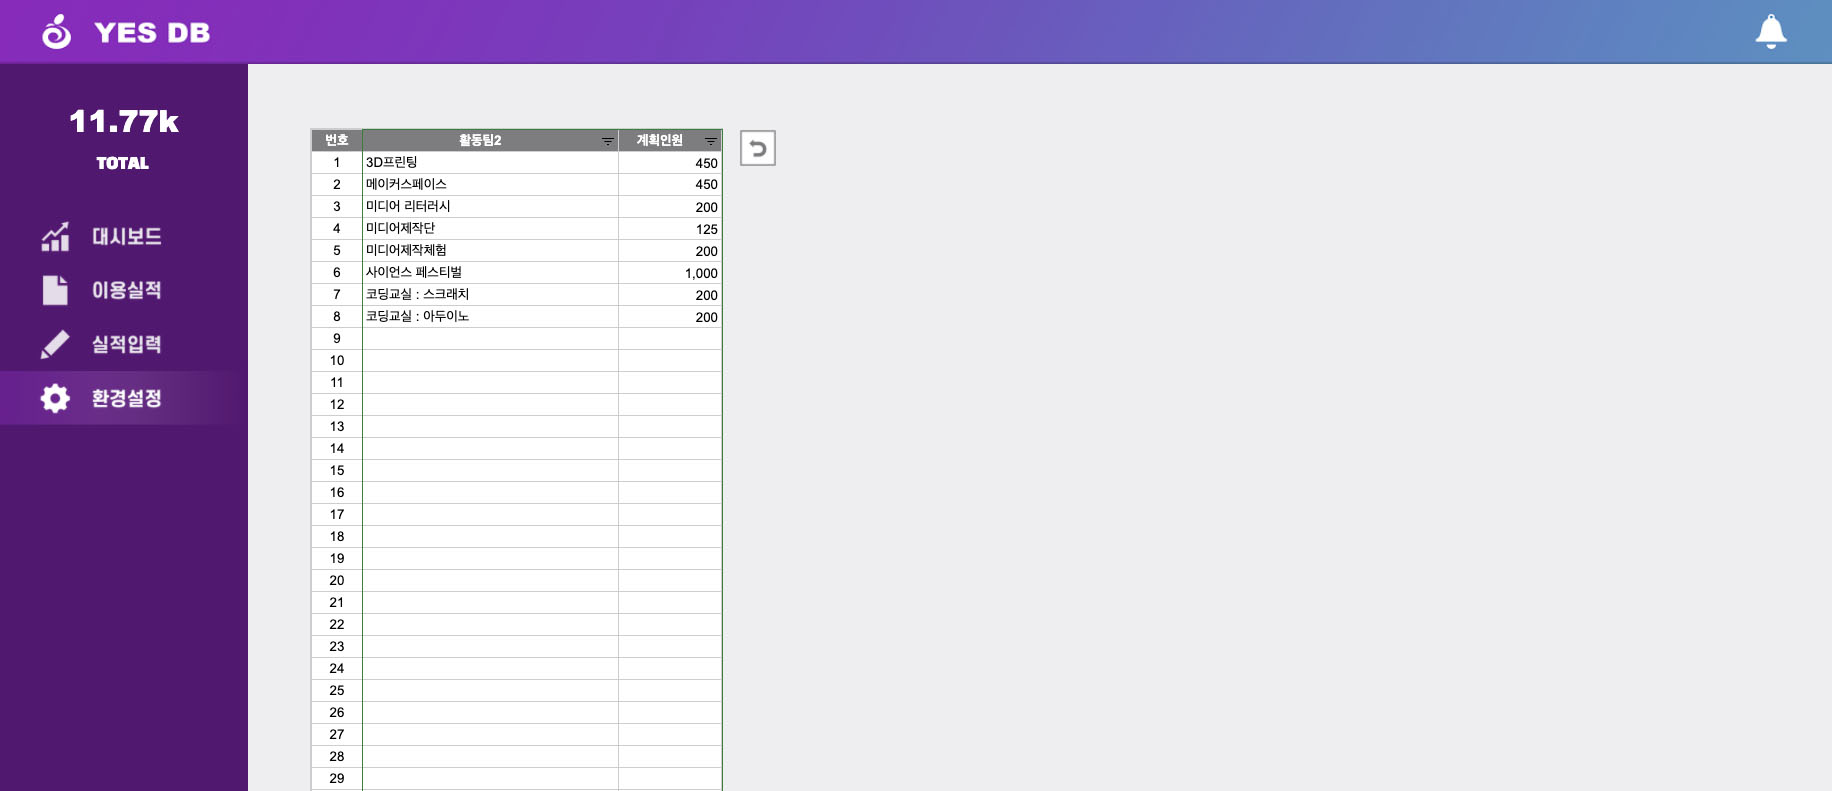 YES DB
11.77k
TOTAL
대시보드
이용실적
실적입력
환경설정
번호 활동팀2 계획인원
1 3D프린팅 450
2 메이커스페이스 450
3 미디어 리터러시 200
4 미디어제작단 125
5 미디어제작체험 200
6 사이언스 페스티벌 1,000
7 코딩교실 : 스크래치 200
8 코딩교실 : 아두이노 200
9
10
11
12
13
14
15
16
17
18
19
20
21
22
23
24
25
26
27
28
29